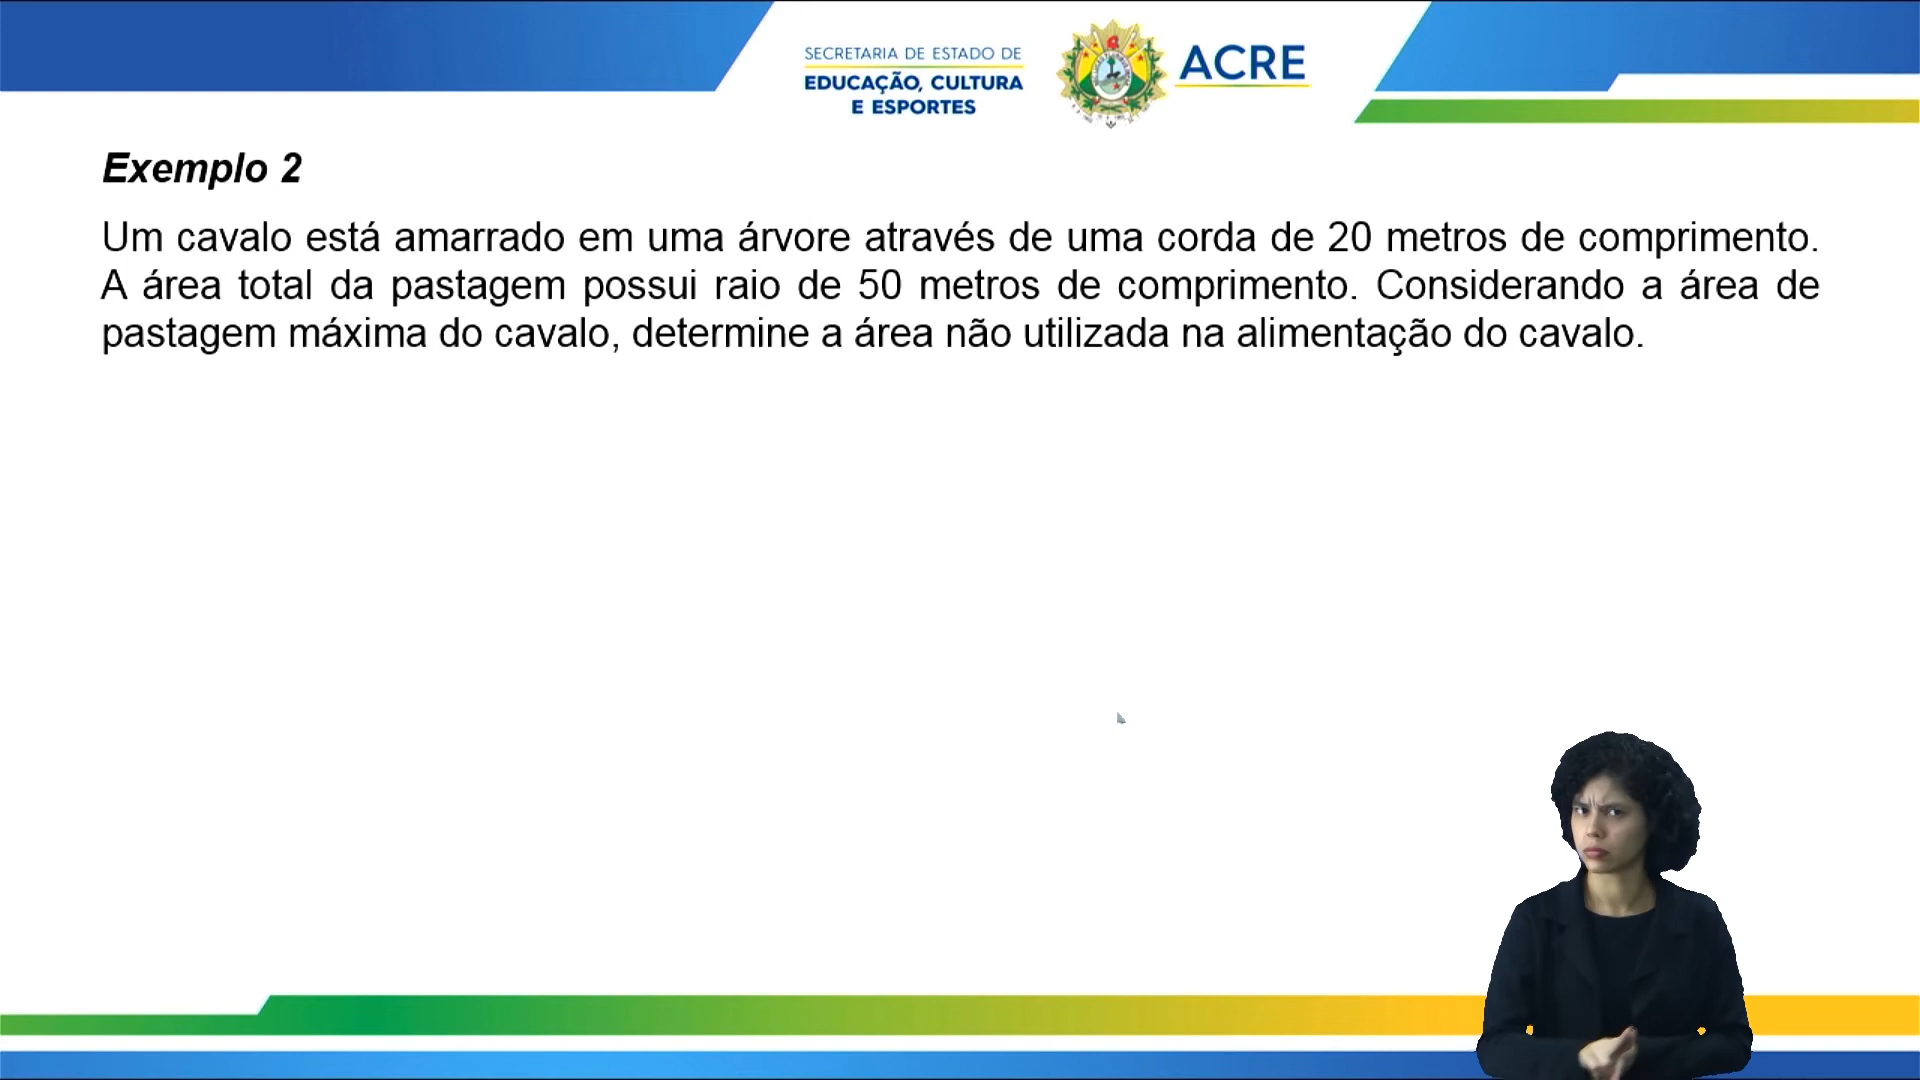 SECRETARIA DE ESTADO DE
EDUCAÇÃO, CULTURA
E ESPORTES
ACRE
Exemplo 2
Um cavalo está amarrado em uma árvore através de uma corda de 20 metros de comprimento.
A área total da pastagem possui raio de 50 metros de comprimento. Considerando a área de
pastagem máxima do cavalo, determine a área não utilizada na alimentação do cavalo.